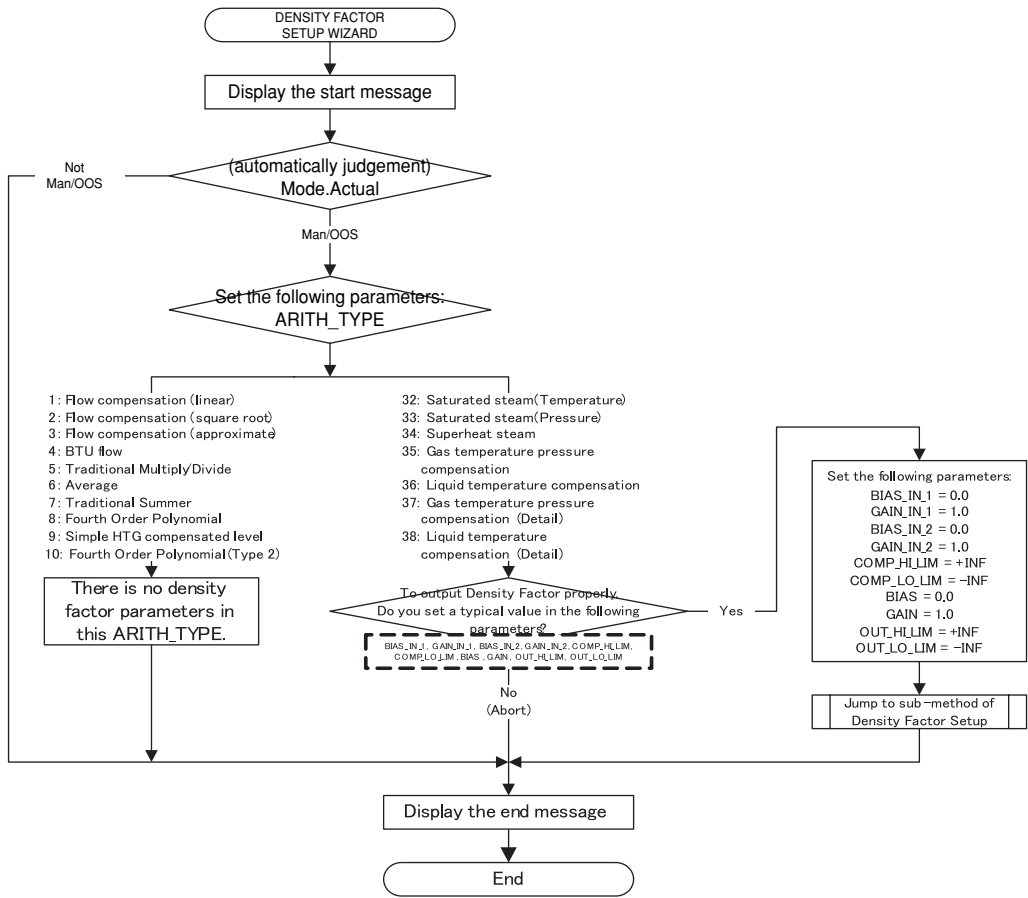 DENSITY FACTOR
SETUP WIZARD
Display the start message
Not
Man/OOS
(automatically judgement)
Mode.Actual
Man/OOS
Set the following parameters:
ARITH_TYPE
1: Flow compensation (linear)
2: Flow compensation (square root)
3: Flow compensation (approximate)
4: BTU flow
5: Traditional Multiply/Divide
6: Average
7: Traditional Summer
8: Fourth Order Polynomial
9: Simple HTG compensated level
10: Fourth Order Polynomial (Type 2)
There is no density
factor parameters in
this ARITH_TYPE.
32: Saturated steam(Temperature)
33: Saturated steam(Pressure)
34: Superheat steam
35: Gas temperature pressure
compensation
36: Liquid temperature compensation
37: Gas temperature pressure
compensation (Detail)
38: Liquid temperature
compensation (Detail)
To output Density Factor properly
Do you set a typical value in the following
parameters?
BIAS_IN_1, GAIN_IN_1, BIAS_IN_2, GAIN_IN_2, COMP_HI_LIM,
COMP_LO_LIM, BIAS, GAIN, OUT_HI_LIM, OUT_LO_LIM
Yes
No
(Abort)
Set the following parameters:
BIAS_IN_1 = 0.0
GAIN_IN_1 = 1.0
BIAS_IN_2 = 0.0
GAIN_IN_2 = 1.0
COMP_HI_LIM = +INF
COMP_LO_LIM = -INF
BIAS = 0.0
GAIN = 1.0
OUT_HI_LIM = +INF
OUT_LO_LIM = -INF
Jump to sub-method of
Density Factor Setup
Display the end message
End